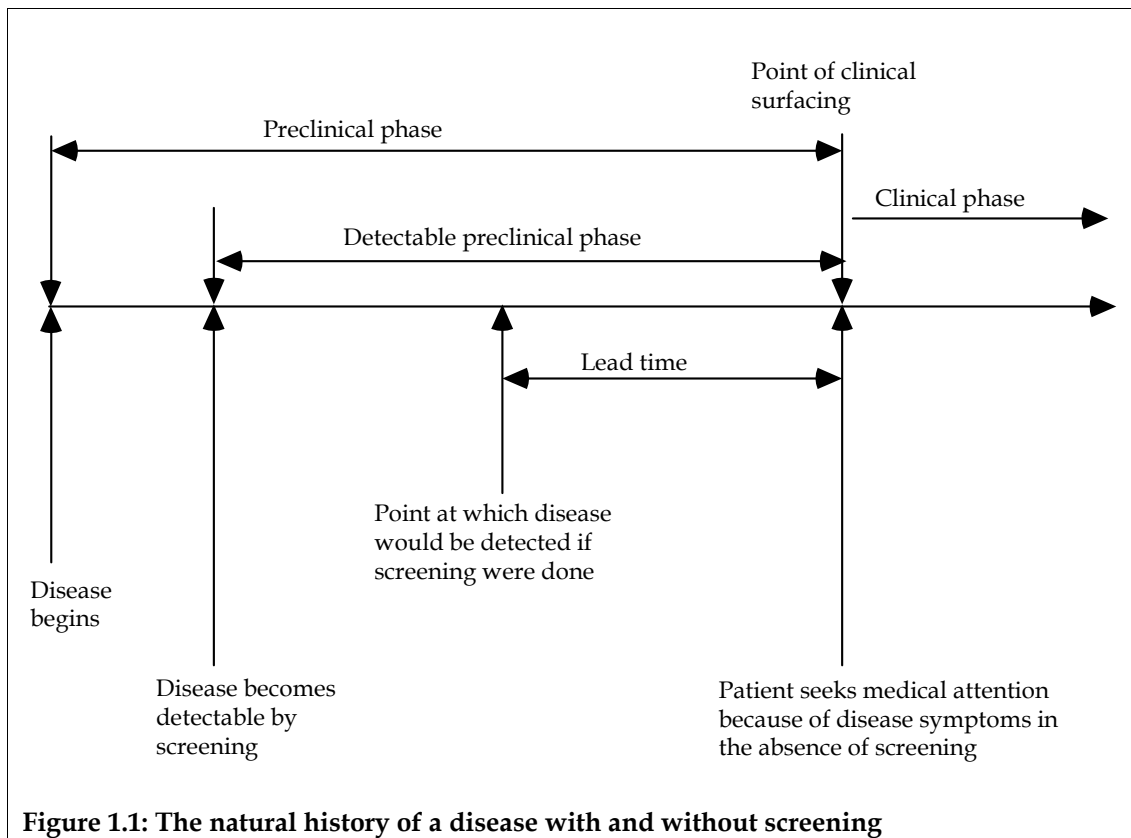 Point of clinical
surfacing
Preclinical phase
Clinical phase
Detectable preclinical phase
Lead time
Point at which disease
would be detected if
screening were done
Disease
begins
Disease becomes
detectable by
screening
Patient seeks medical attention
because of disease symptoms in
the absence of screening
Figure 1.1: The natural history of a disease with and without screening